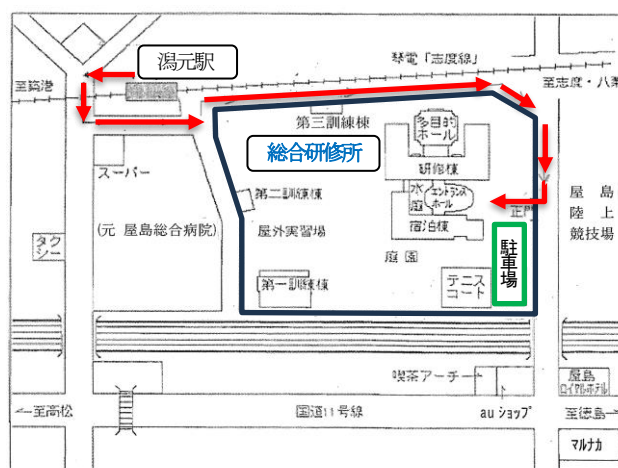 潟元駅
琴電「志度線」
至築港
至志度・八栗
第三訓練棟
多目的
ホール
総合研修所
研修棟
スーパー
水庭
エントランス
ホール
第二訓練棟
正門
屋島
陸上
競技場
(元 屋島総合病院)
屋外実習場
宿泊棟
タク
シー
庭園
駐車場
テニス
コート
第一訓練棟
喫茶アーチー
屋島
ロイヤルホテル
←至高松
国道11号線
au ショップ
至徳島→
マルナカ